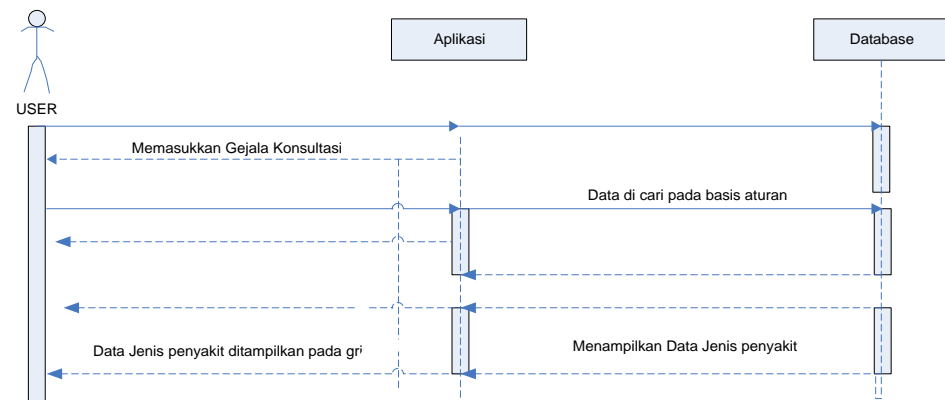 Aplikasi
Database
USER
Memasukkan Gejala Konsultasi
Data di cari pada basis aturan
Menampilkan Data Jenis penyakit
Data Jenis penyakit ditampilkan pada